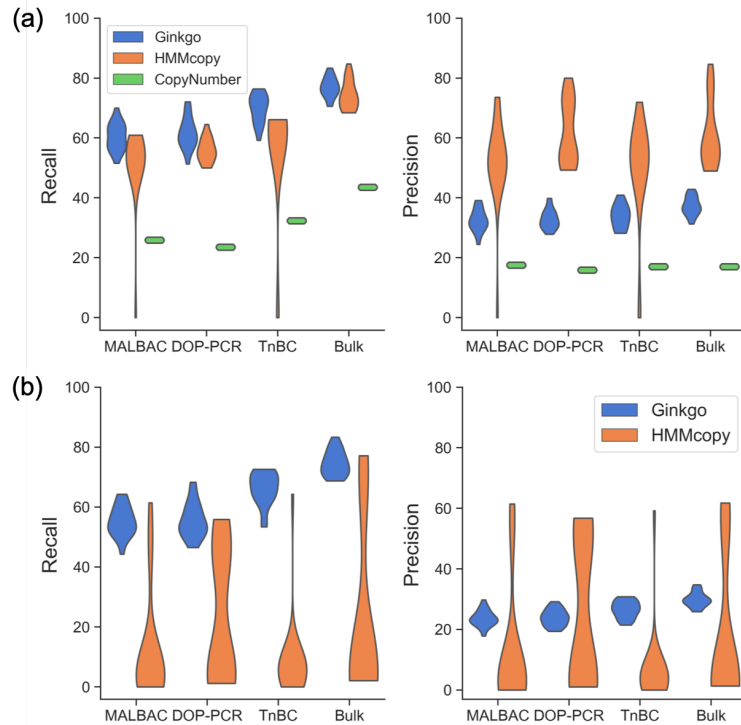 (a)
100
80
60
40
20
0
Recall
Ginkgo
HMMcopy
CopyNumber
MALBAC DOP-PCR TnBC Bulk
100
80
60
40
20
0
Precision
MALBAC DOP-PCR TnBC Bulk
(b)
100
80
60
40
20
0
Recall
MALBAC DOP-PCR TnBC Bulk
100
80
60
40
20
0
Precision
Ginkgo
HMMcopy
MALBAC DOP-PCR TnBC Bulk